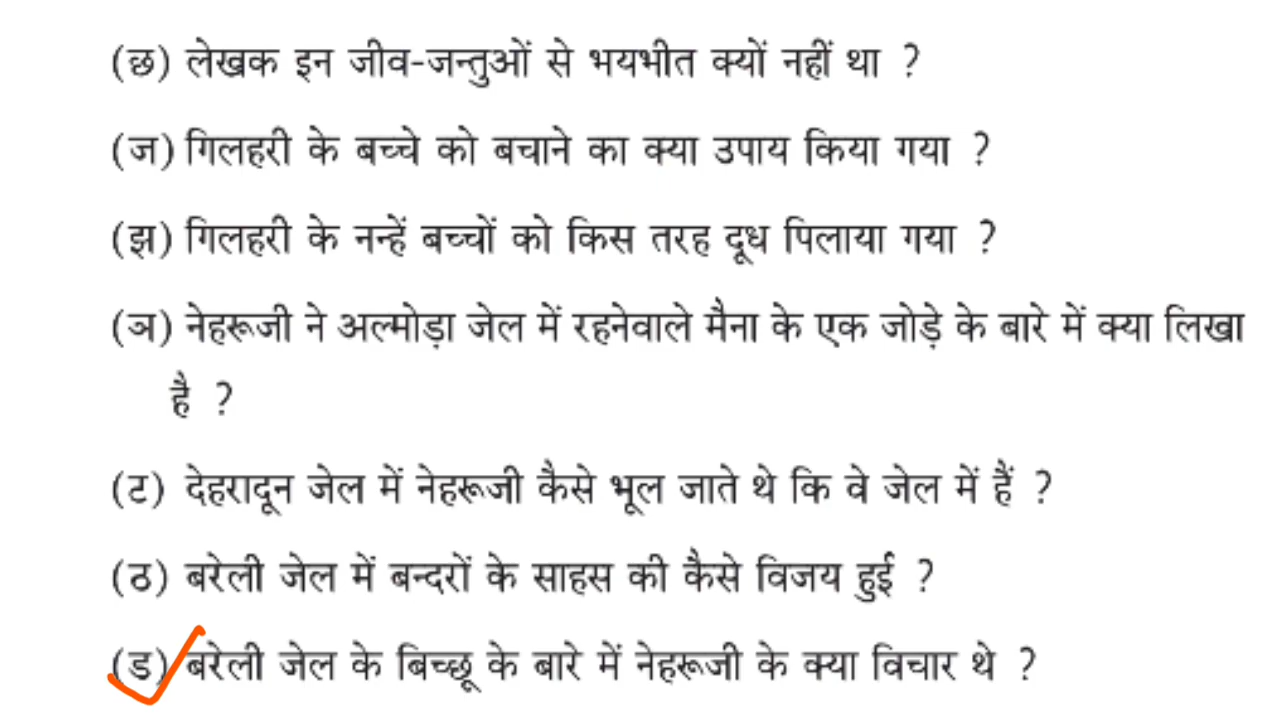 (छ) लेखक इन जीव-जन्तुओं से भयभीत क्यों नहीं था ?
(ज) गिलहरी के बच्चे को बचाने का क्या उपाय किया गया ?
(झ) गिलहरी के नन्हें बच्चों को किस तरह दूध पिलाया गया ?
(ञ) नेहरूजी ने अल्मोड़ा जेल में रहनेवाले मैना के एक जोड़े के बारे में क्या लिखा
है ?
(ट) देहरादून जेल में नेहरूजी कैसे भूल जाते थे कि वे जेल में हैं ?
(ठ) बरेली जेल में बन्दरों के साहस की कैसे विजय हुई ?
(ड) बरेली जेल के बिच्छू के बारे में नेहरूजी के क्या विचार थे ?